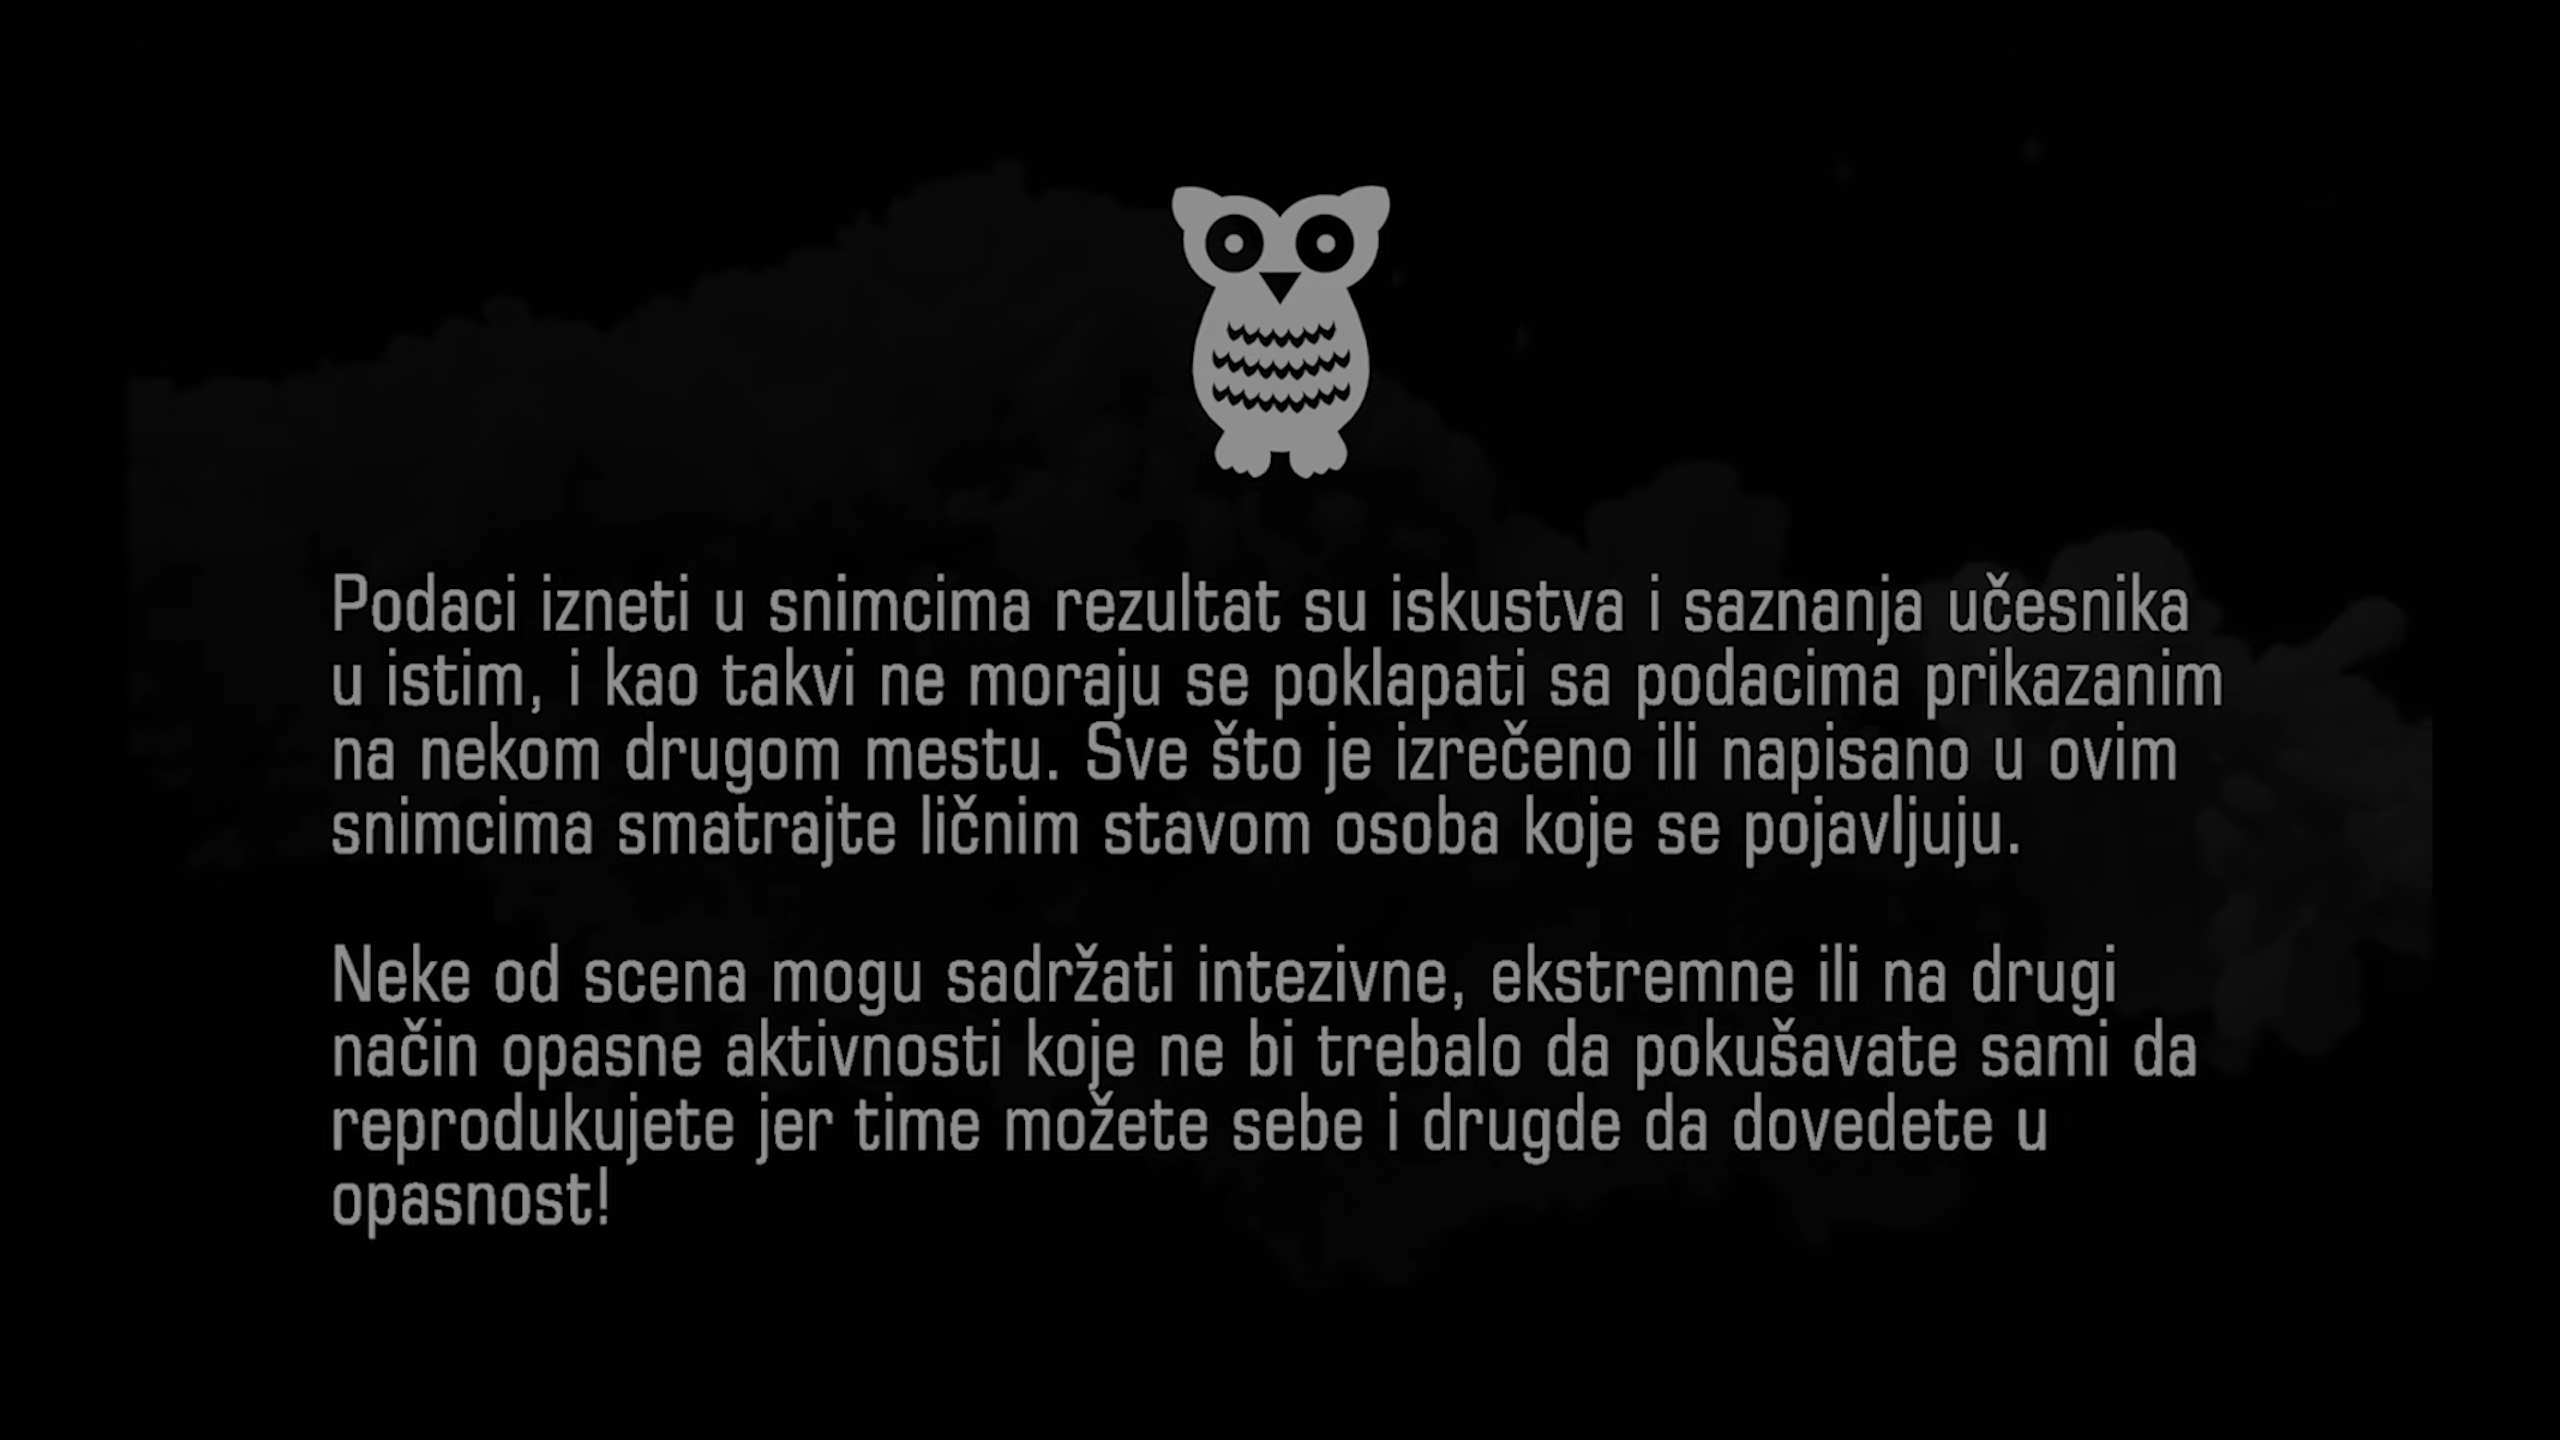 Podaci izneti u snimcima rezultat su iskustva i saznanja učesnika
u istim, i kao takvi ne moraju se poklapati sa podacima prikazanim
na nekom drugom mestu. Sve što je izrečeno ili napisano u ovim
snimcima smatrajte ličnim stavom osoba koje se pojavljuju.
Neke od scena mogu sadržati intezivne, ekstremne ili na drugi
način opasne aktivnosti koje ne bi trebalo da pokušavate sami da
reprodukujete jer time možete sebe i drugde da dovedete u
opasnost!